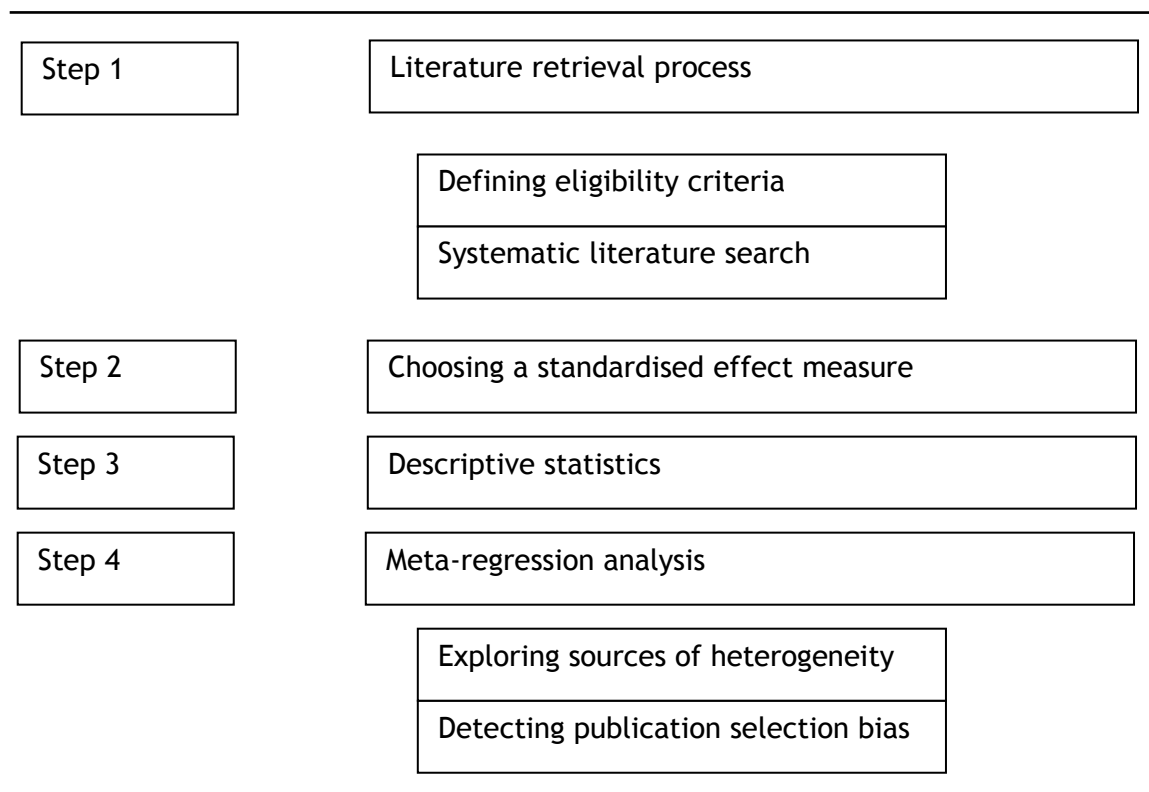 Step 1 Literature retrieval process
Defining eligibility criteria
Systematic literature search
Step 2 Choosing a standardised effect measure
Step 3 Descriptive statistics
Step 4 Meta-regression analysis
Exploring sources of heterogeneity
Detecting publication selection bias